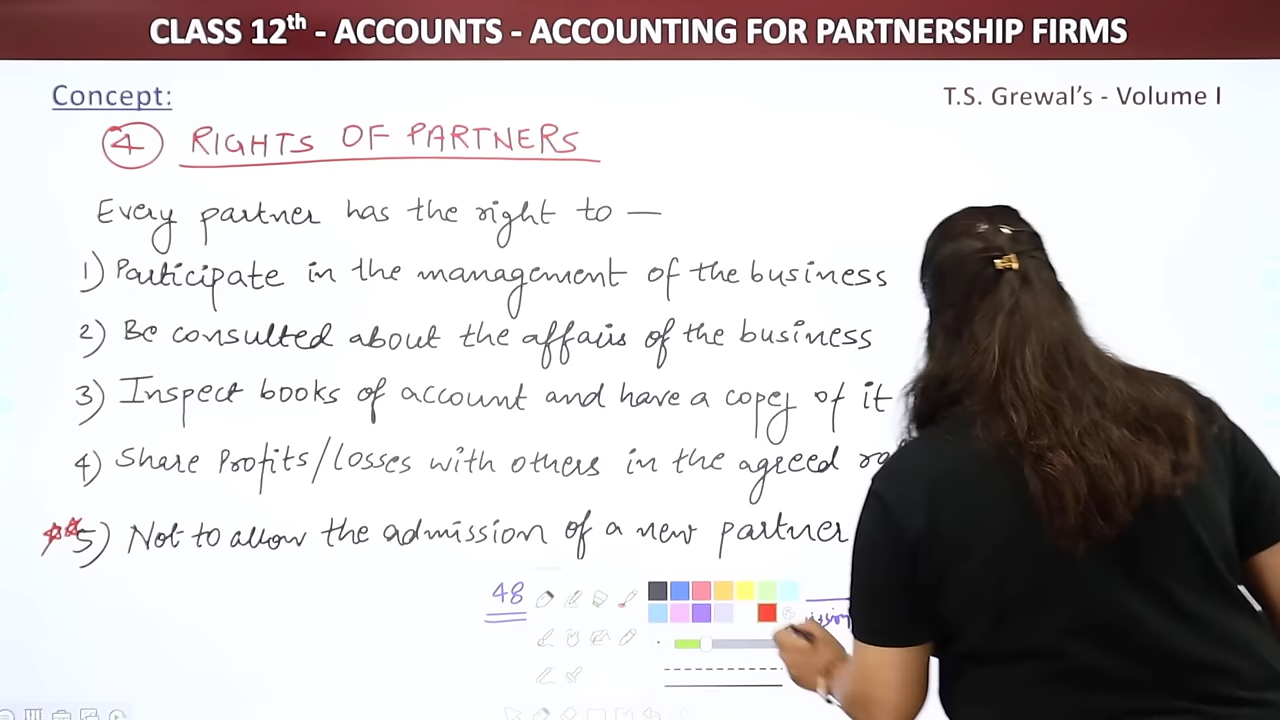 CLASS 12th - ACCOUNTS - ACCOUNTING FOR PARTNERSHIP FIRMS
Concept:
T.S. Grewal's - Volume I
4 RIGHTS OF PARTNERS
Every partner has the right to —
1) Participate in the management of the business
2) Be consulted about the affairs of the business
3) Inspect books of account and have a copy of it
4) Share Profits/losses with others in the agreed
5) Not to allow the admission of a new partner
48